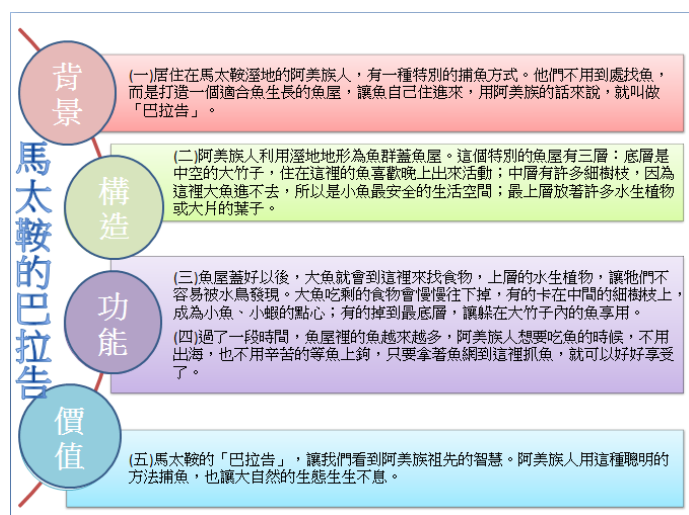 馬太鞍的巴拉告
背景
(一)居住在馬太鞍溼地的阿美族人，有一種特別的捕魚方式。他們不用到處找魚，
而是打造一個適合魚生長的魚屋，讓魚自己住進來，用阿美族的話來說，就叫做
「巴拉告」。
構造
(二)阿美族人利用溼地地形為魚群蓋魚屋。這個特別的魚屋有三層：底層是
中空的大竹子，住在這裡的魚喜歡晚上出來活動；中層有許多細樹枝，因為
這裡大魚進不去，所以是小魚最安全的生活空間；最上層放著許多水生植物
或大片的葉子。
功能
(三)魚屋蓋好以後，大魚就會到這裡來找食物，上層的水生植物，讓牠們不
容易被水鳥發現。大魚吃剩的食物會慢慢往下掉，有的卡在中間的細樹枝上，
成為小魚、小蝦的點心；有的掉到最底層，讓躲在大竹子內的魚享用。
(四)過了一段時間，魚屋裡的魚越來越多，阿美族人想要吃魚的時候，不用
出海，也不用辛苦的等魚上鉤，只要拿著魚網到這裡抓魚，就可以好好享受
了。
價值
(五)馬太鞍的「巴拉告」，讓我們看到阿美族祖先的智慧。阿美族人用這種聰明的
方法捕魚，也讓大自然的生態生生不息。